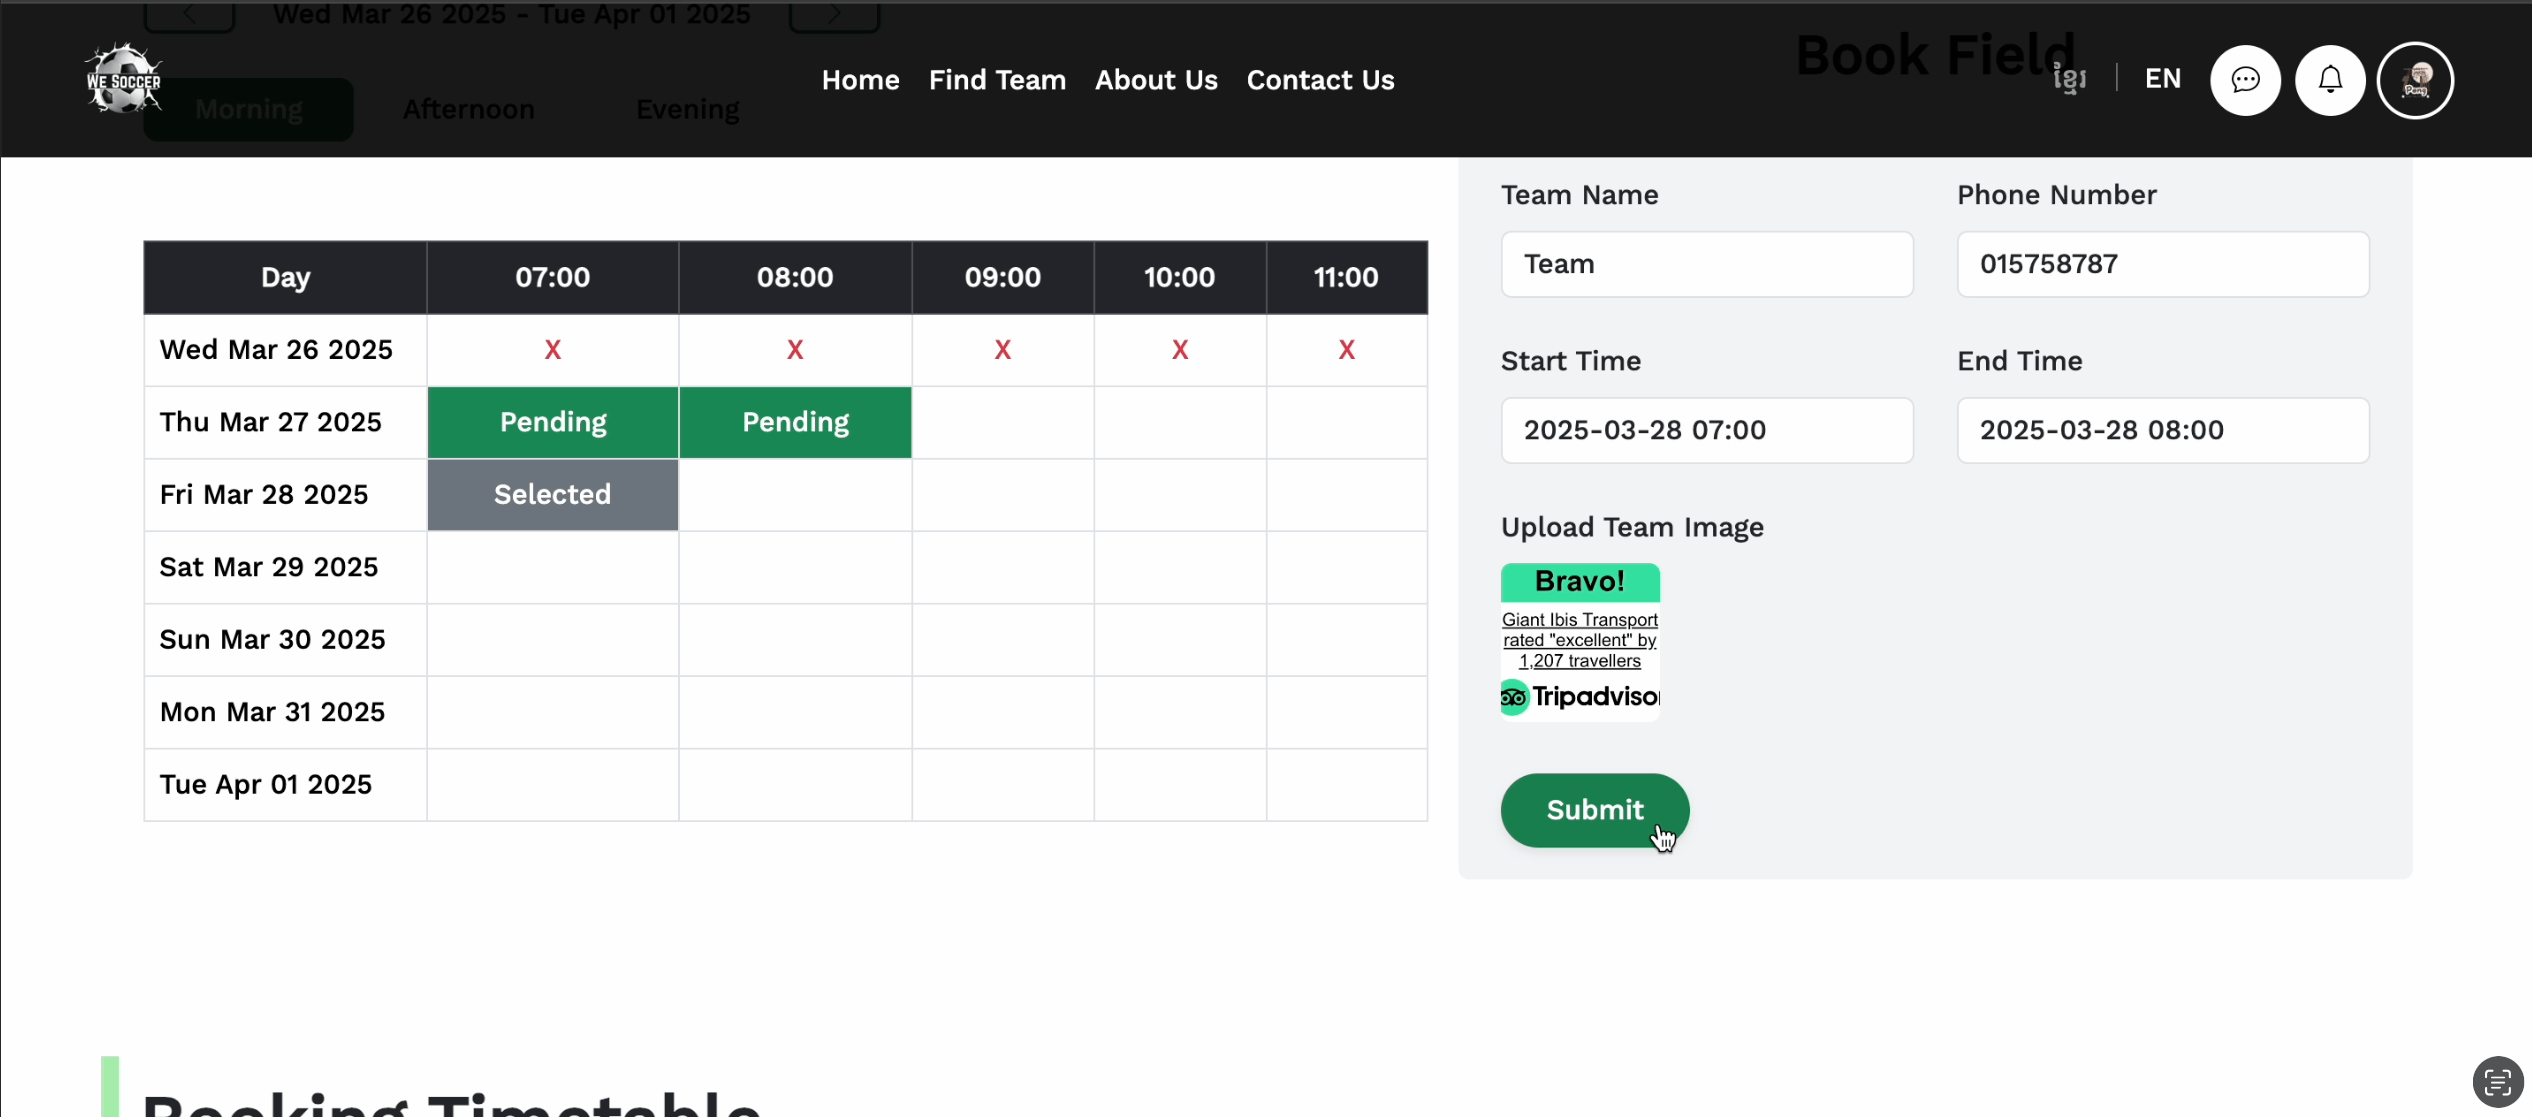 Wed Mar 26 2025 - Tue Apr 01 2025
Book Field
WE SOCCER
Home Find Team About Us Contact Us
ខ្មែរ | EN
Morning Afternoon Evening
Day 07:00 08:00 09:00 10:00 11:00
Wed Mar 26 2025 X X X X X
Thu Mar 27 2025 Pending Pending
Fri Mar 28 2025 Selected
Sat Mar 29 2025
Sun Mar 30 2025
Mon Mar 31 2025
Tue Apr 01 2025
Team Name Phone Number
Team 015758787
Start Time End Time
2025-03-28 07:00 2025-03-28 08:00
Upload Team Image
Bravo!
Giant Ibis Transport
rated "excellent" by
1,207 travellers
Tripadvisor
Submit
Booking Timetable